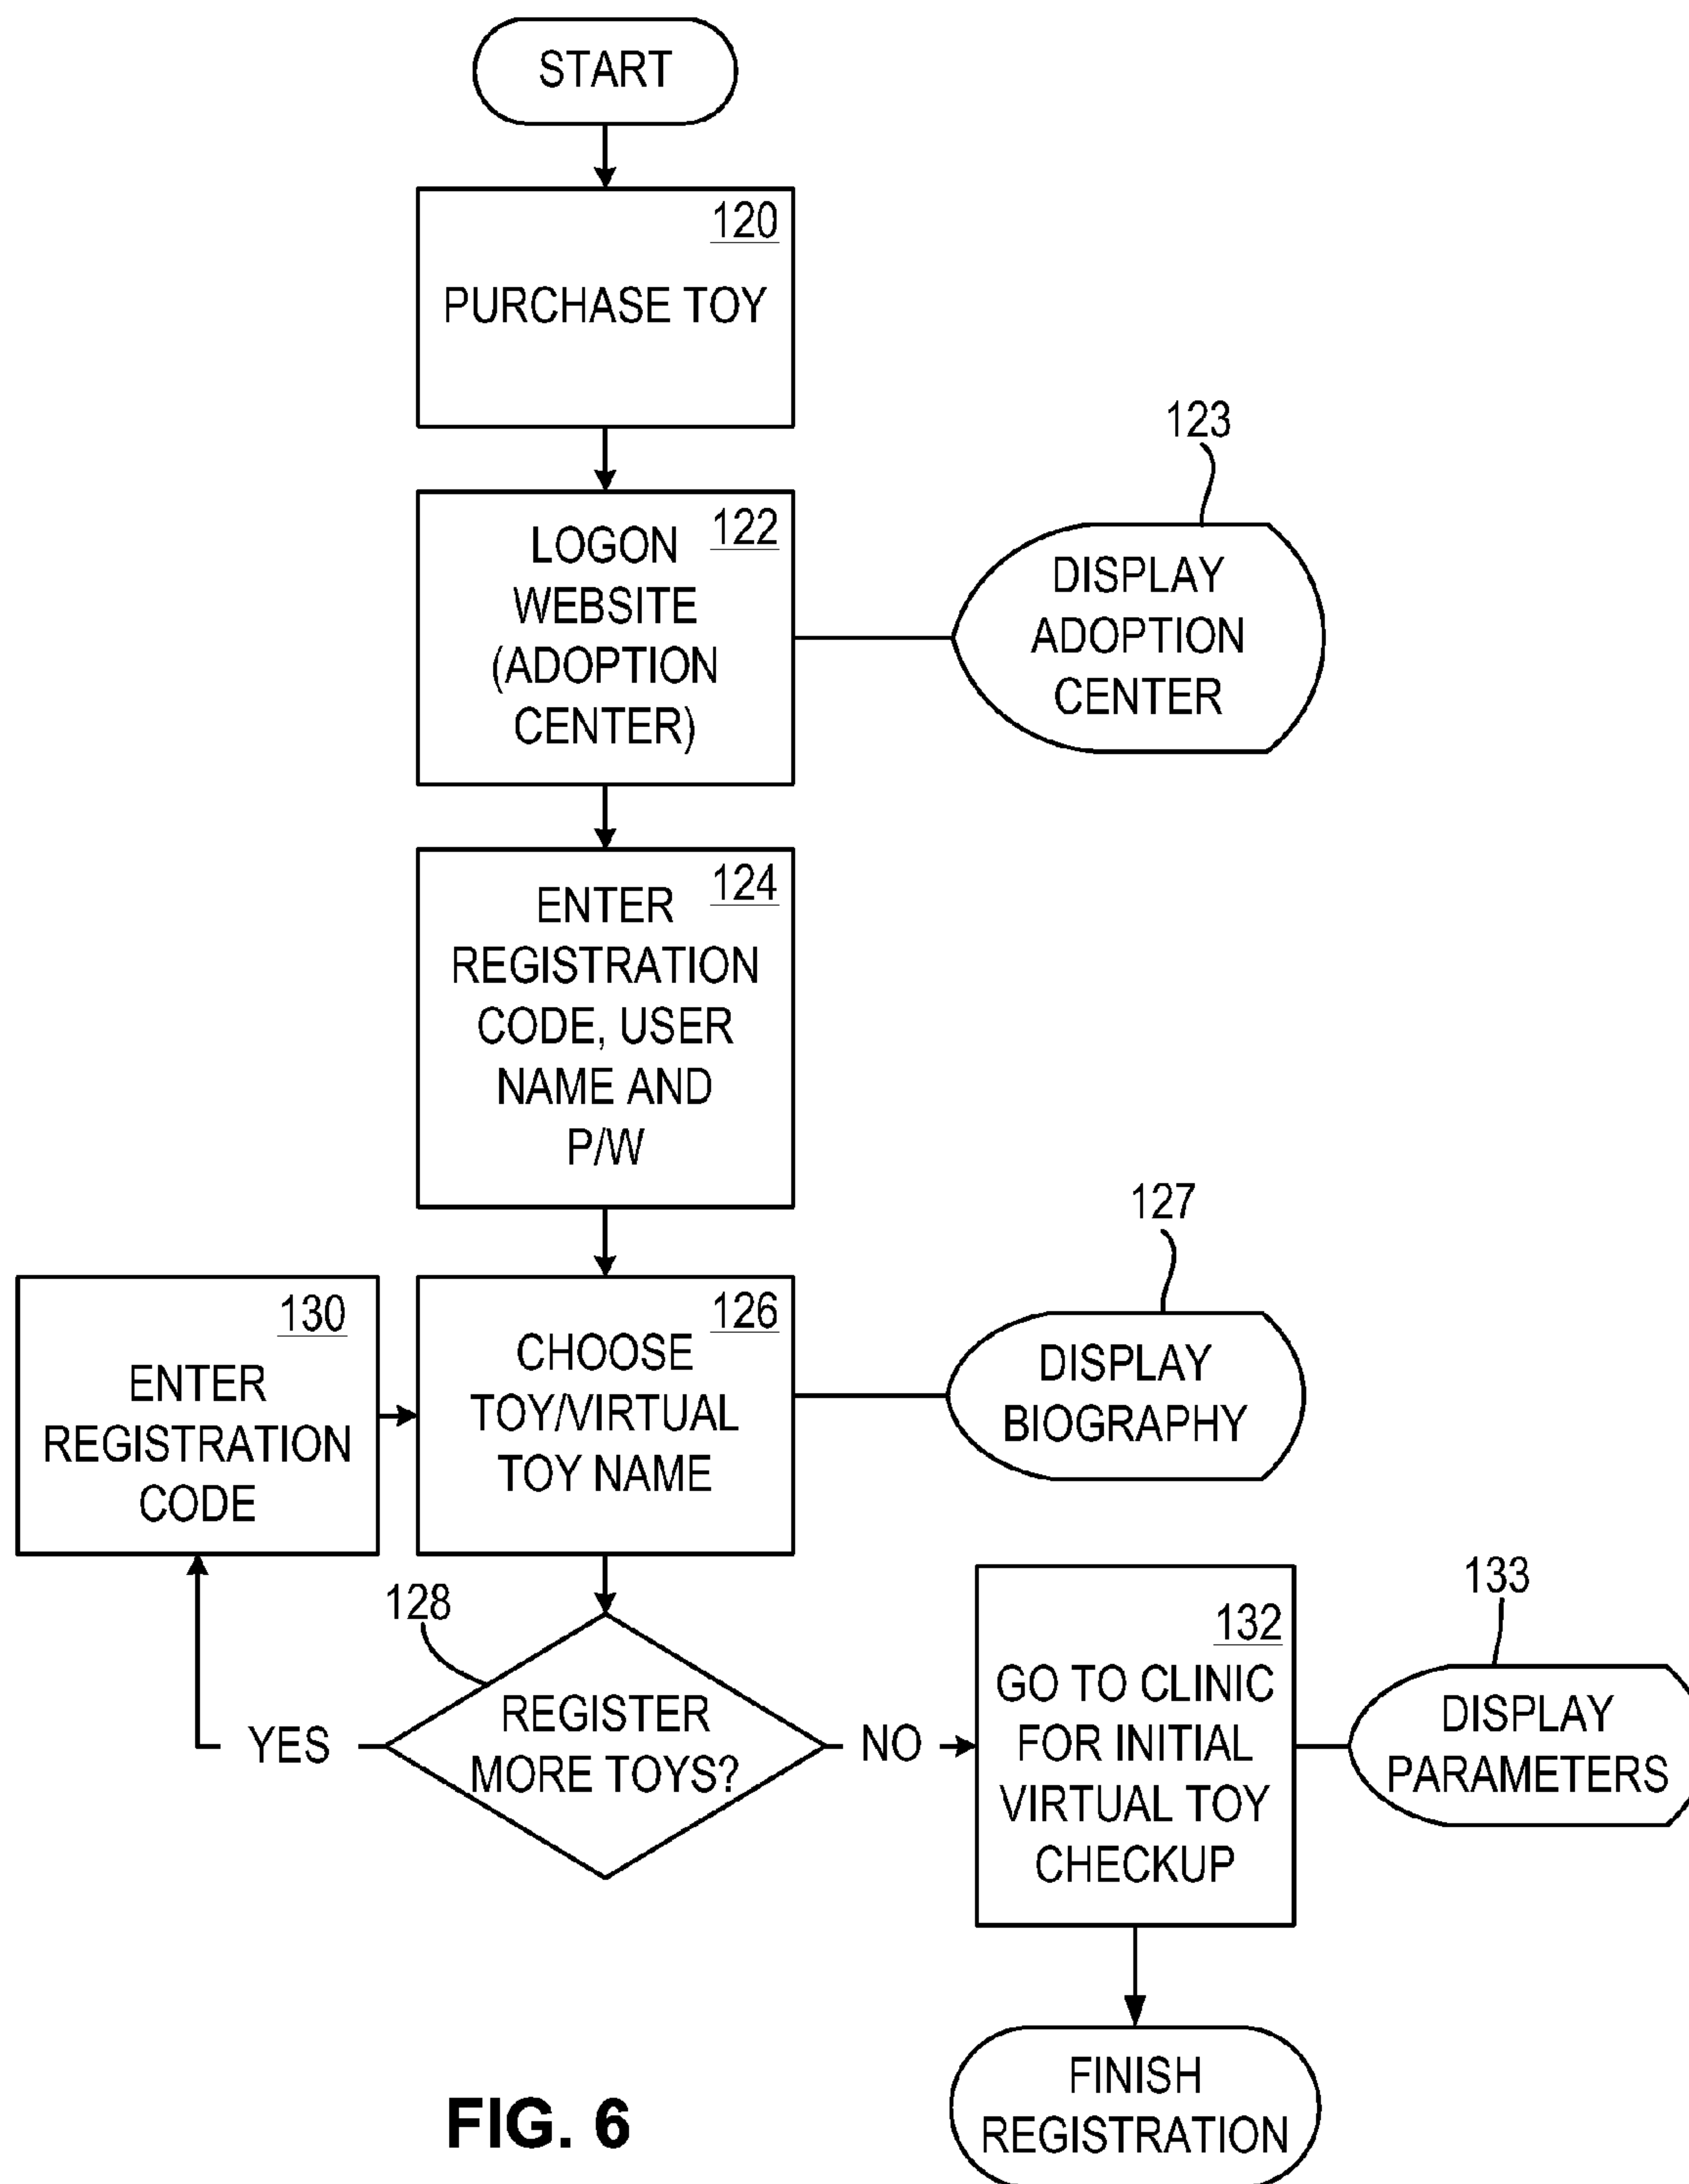 START
120
PURCHASE TOY
123
122
LOGON
WEBSITE
(ADOPTION
CENTER)
DISPLAY
ADOPTION
CENTER
124
ENTER
REGISTRATION
CODE, USER
NAME AND
P/W
127
130
ENTER
REGISTRATION
CODE
126
CHOOSE
TOY/VIRTUAL
TOY NAME
DISPLAY
BIOGRAPHY
128
REGISTER
MORE TOYS?
YES
NO
132
GO TO CLINIC
FOR INITIAL
VIRTUAL TOY
CHECKUP
133
DISPLAY
PARAMETERS
FINISH
REGISTRATION
FIG. 6